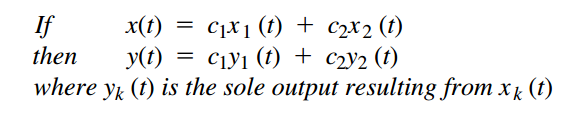 If x(t) = c₁x₁ (t) + c₂x₂ (t)
then y(t) = c₁y₁ (t) + c₂y₂ (t)
where yₖ (t) is the sole output resulting from xₖ (t)